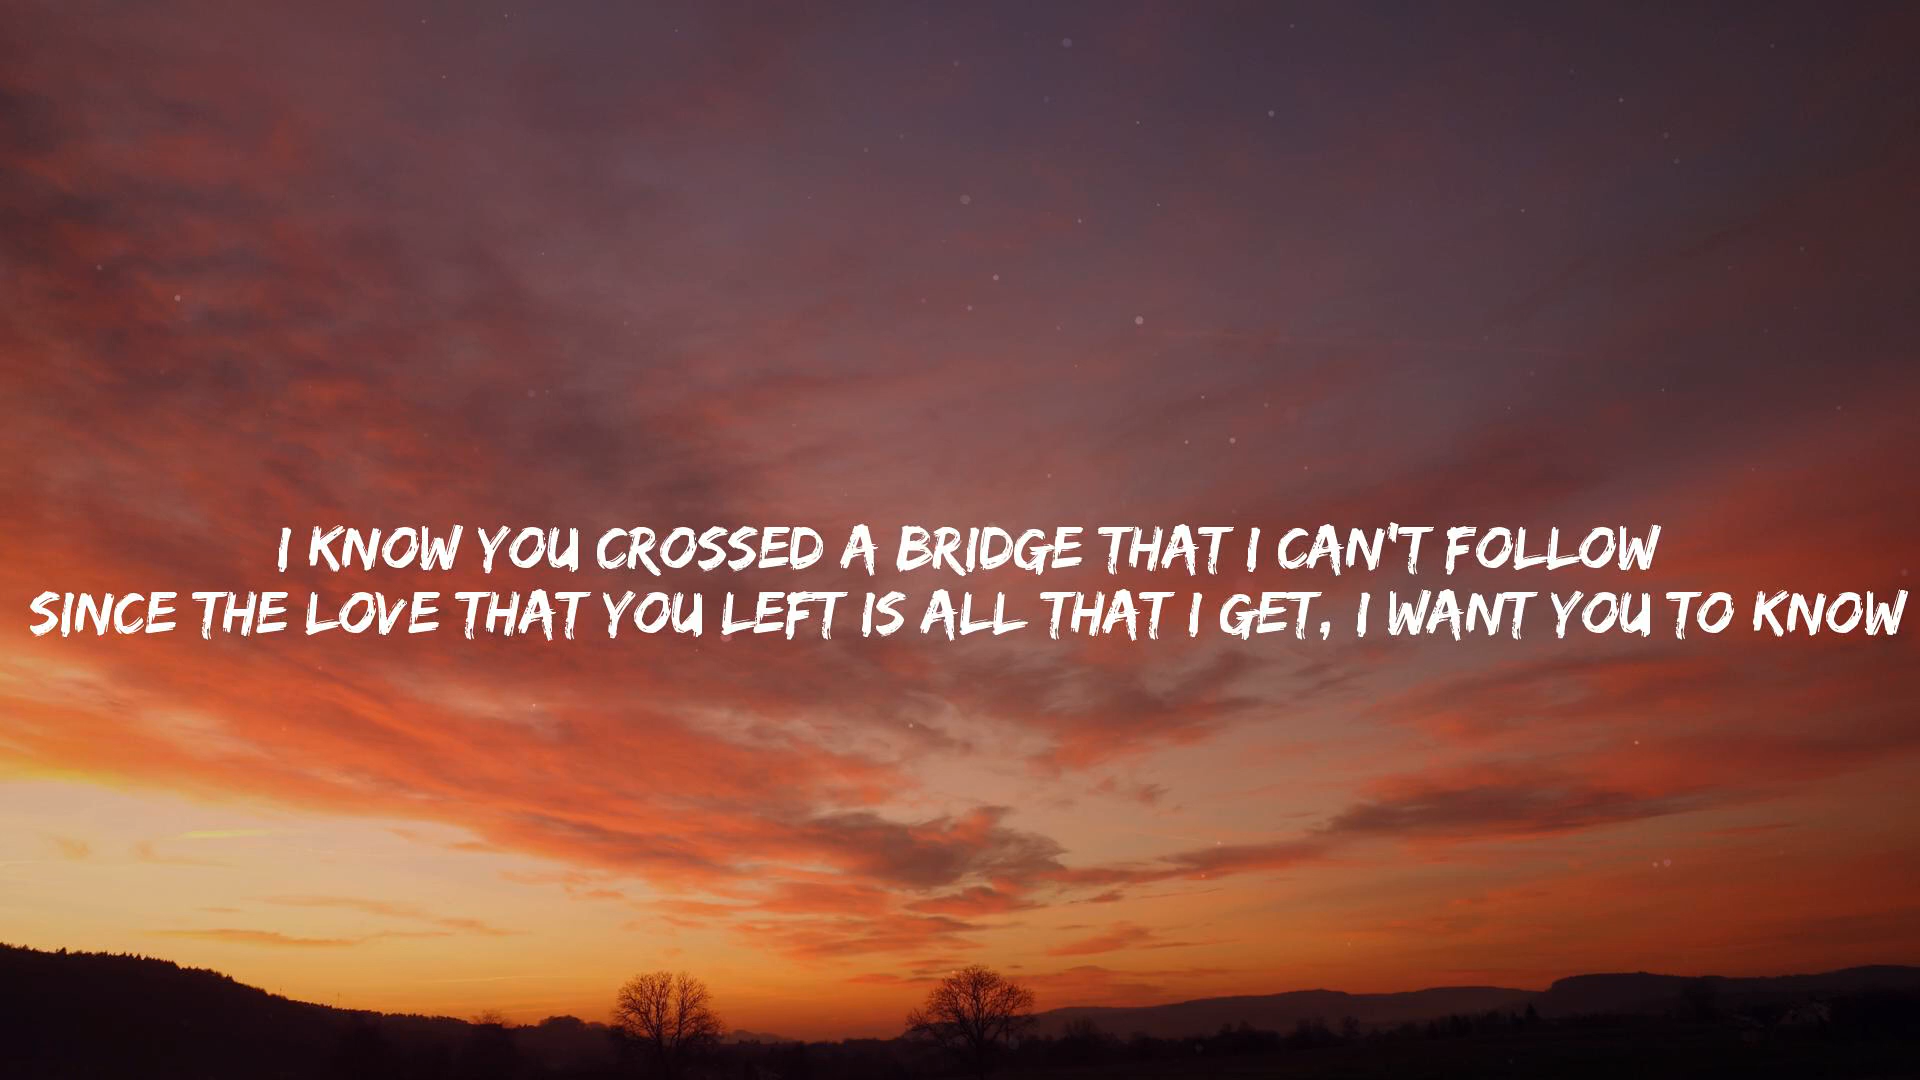 I KNOW YOU CROSSED A BRIDGE THAT I CAN'T FOLLOW
SINCE THE LOVE THAT YOU LEFT IS ALL THAT I GET, I WANT YOU TO KNOW